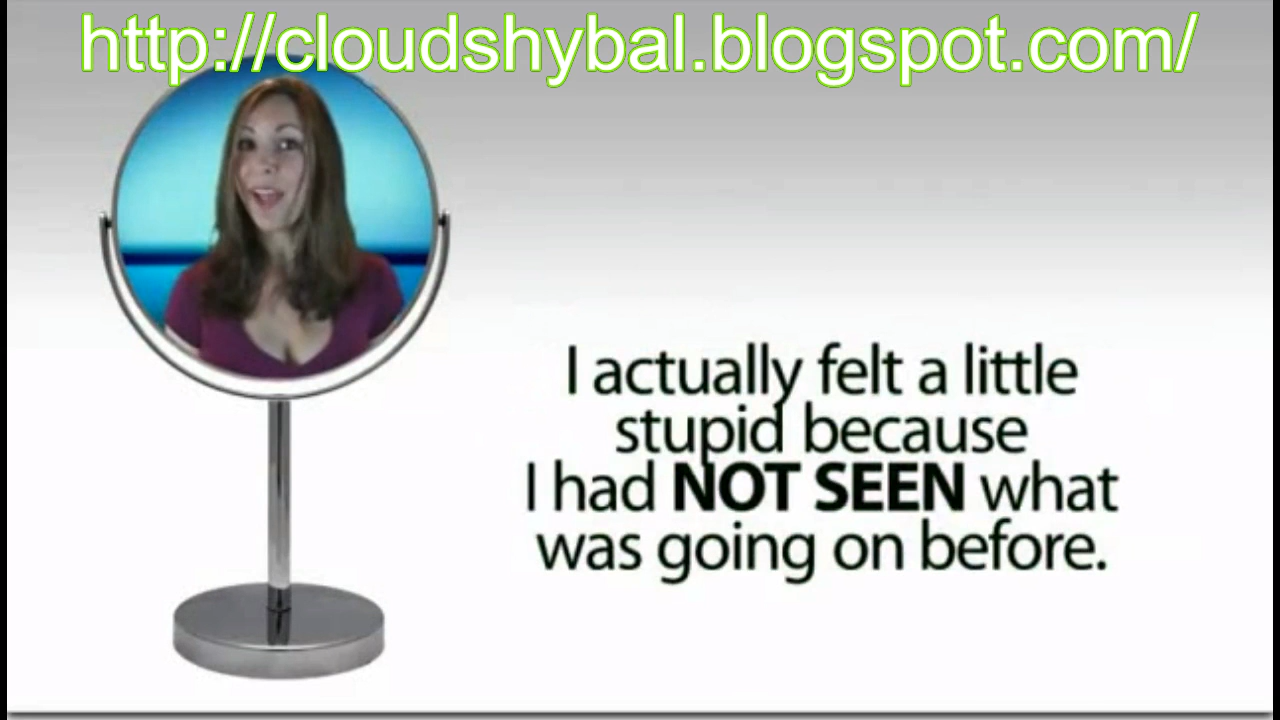 http://cloudshybal.blogspot.com/
I actually felt a little
stupid because
I had NOT SEEN what
was going on before.